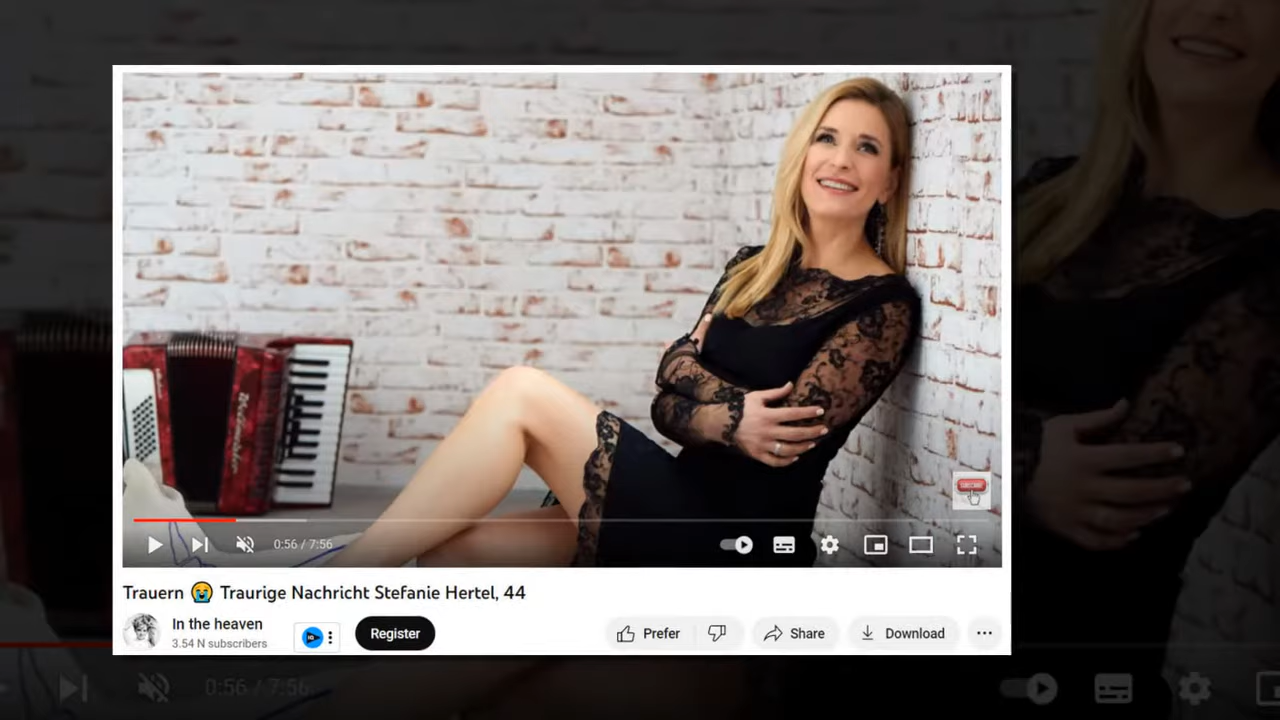 Weltmeister
0:56 / 7:56
Trauern 😭 Traurige Nachricht Stefanie Hertel, 44
In the heaven
3.54 N subscribers
Register
Prefer
Share
Download
0:56 / 7:56